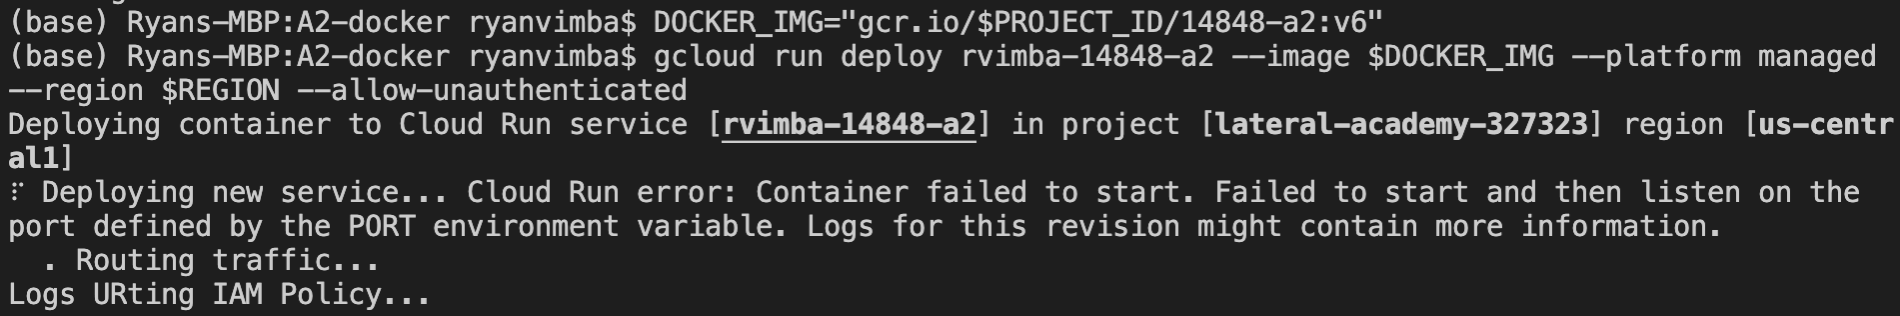 (base) Ryans-MBP:A2-docker ryanvimba$ DOCKER_IMG="gcr.io/$PROJECT_ID/14848-a2:v6"
(base) Ryans-MBP:A2-docker ryanvimba$ gcloud run deploy rvimba-14848-a2 --image $DOCKER_IMG --platform managed
--region $REGION --allow-unauthenticated
Deploying container to Cloud Run service [rvimba-14848-a2] in project [lateral-academy-327323] region [us-centr
al1]
⠏ Deploying new service... Cloud Run error: Container failed to start. Failed to start and then listen on the
port defined by the PORT environment variable. Logs for this revision might contain more information.
  . Routing traffic...
Logs URting IAM Policy...